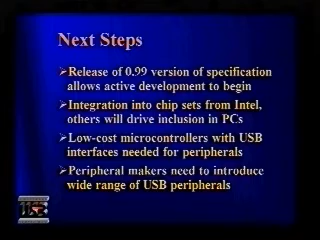 Next Steps
➢Release of 0.99 version of specification
allows active development to begin
➢Integration into chip sets from Intel,
others will drive inclusion in PCs
➢Low-cost microcontrollers with USB
interfaces needed for peripherals
➢Peripheral makers need to introduce
wide range of USB peripherals